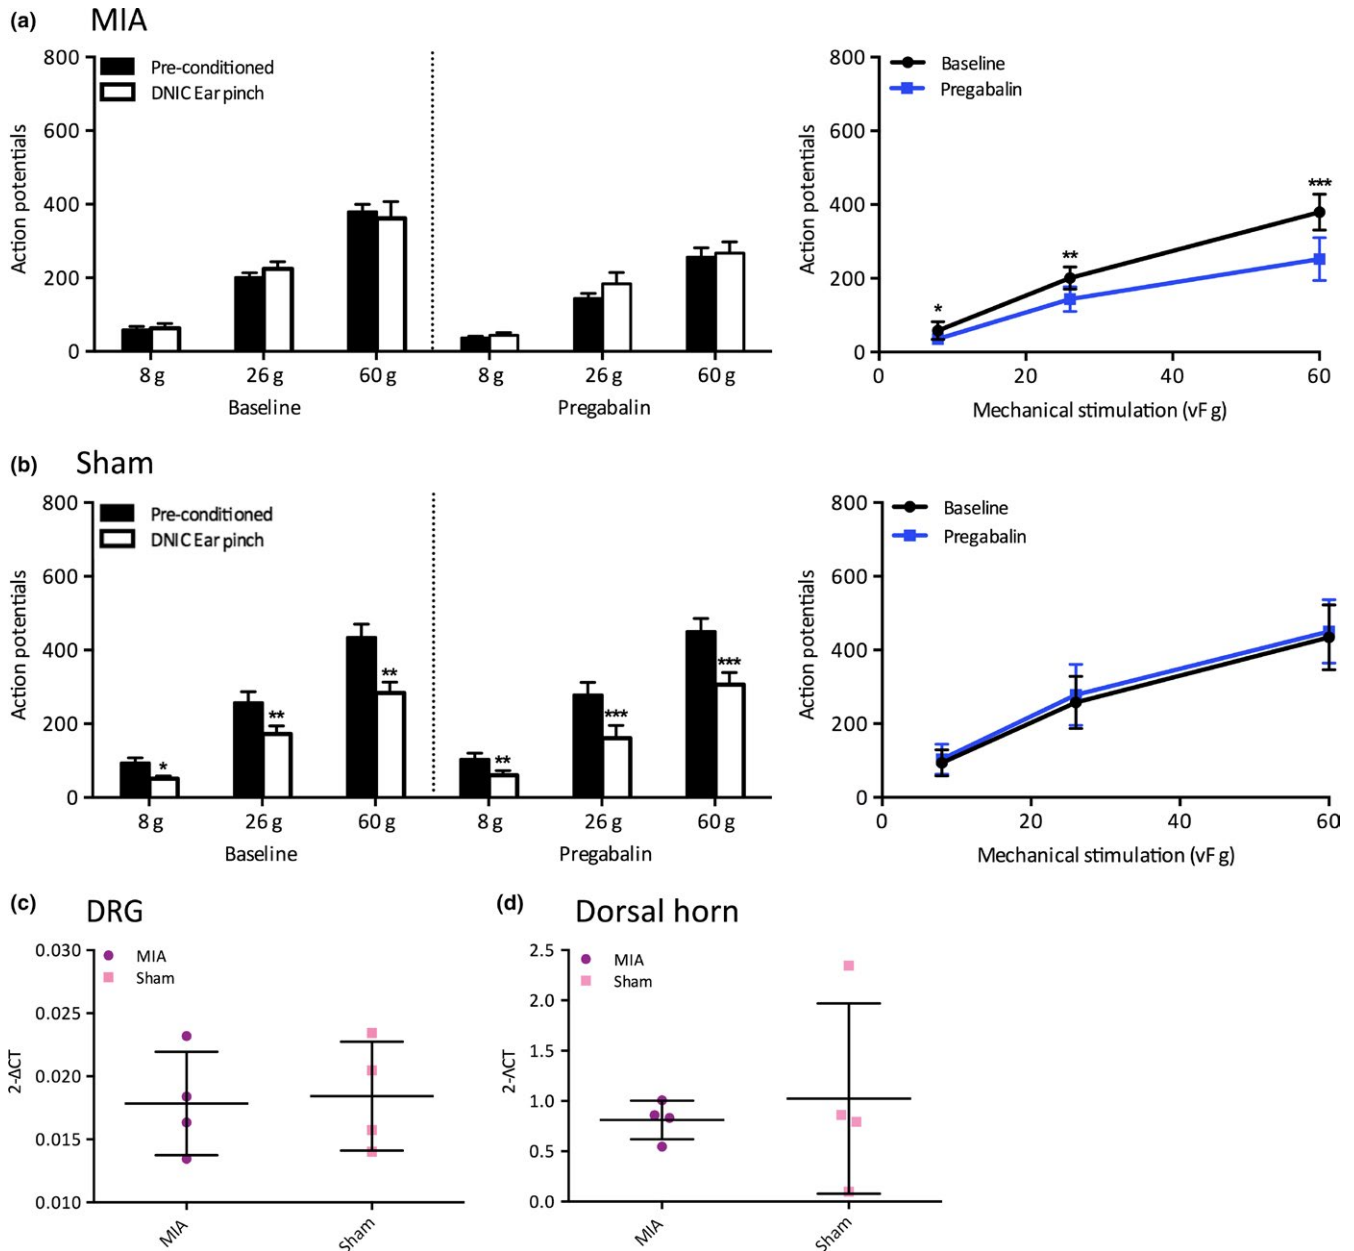 (a) MIA
800
600
400
200
0
Action potentials
Pre-conditioned
DNIC Ear pinch
8 g 26 g 60 g 8 g 26 g 60 g
Baseline Pregabalin
800
600
400
200
0
Action potentials
Baseline
Pregabalin
*
**
***
0 20 40 60
Mechanical stimulation (vF g)
(b) Sham
800
600
400
200
0
Action potentials
Pre-conditioned
DNIC Ear pinch
* ** ** ** *** ***
8 g 26 g 60 g 8 g 26 g 60 g
Baseline Pregabalin
800
600
400
200
0
Action potentials
Baseline
Pregabalin
0 20 40 60
Mechanical stimulation (vF g)
(c) DRG
0.030
0.025
0.020
0.015
0.010
2-ΔCT
MIA
Sham
MIA Sham
(d) Dorsal horn
2.5
2.0
1.5
1.0
0.5
0.0
2-ΛCT
MIA
Sham
MIA Sham